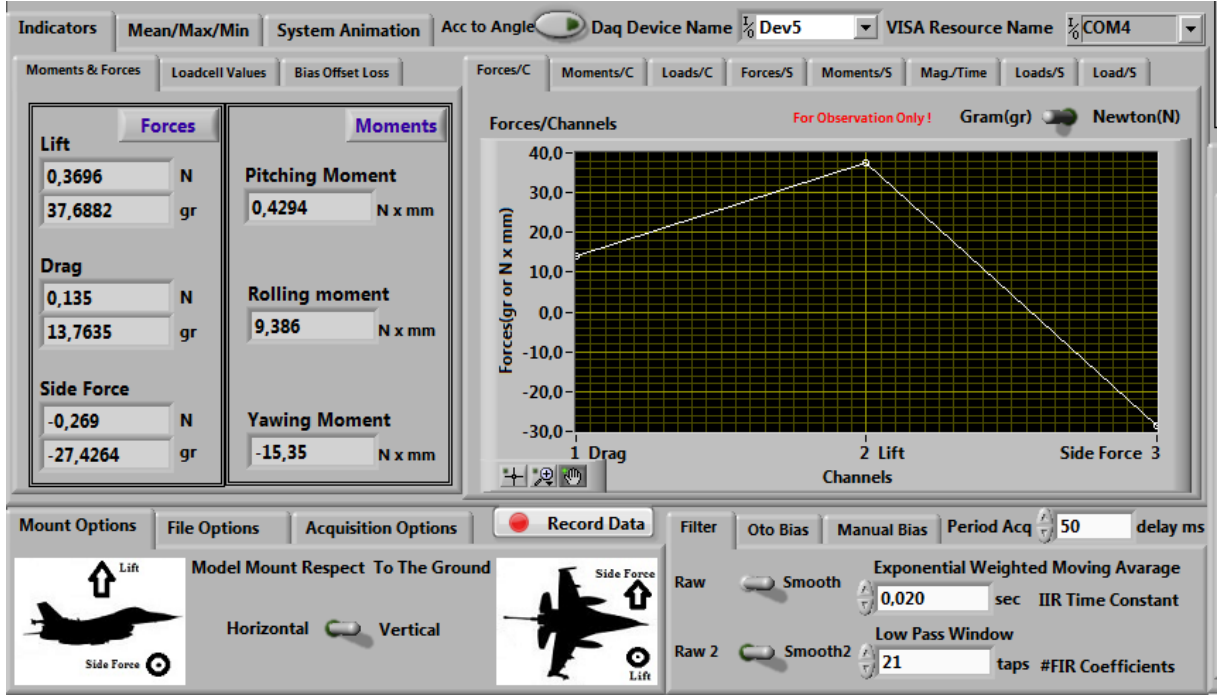 Indicators Mean/Max/Min System Animation Acc to Angle Daq Device Name I/O Dev5 VISA Resource Name I/O COM4
Moments & Forces Loadcell Values Bias Offset Loss
Forces
Lift
0,3696 N
37,6882 gr
Drag
0,135 N
13,7635 gr
Side Force
-0,269 N
-27,4264 gr
Moments
Pitching Moment
0,4294 N x mm
Rolling moment
9,386 N x mm
Yawing Moment
-15,35 N x mm
Forces/C Moments/C Loads/C Forces/S Moments/S Mag./Time Loads/S Load/S
Forces/Channels For Observation Only ! Gram(gr) Newton(N)
Forces(gr or N x mm)
40,0
30,0
20,0
10,0
0,0
-10,0
-20,0
-30,0
1 Drag 2 Lift Side Force 3
Channels
Mount Options File Options Acquisition Options Record Data
Model Mount Respect To The Ground
Lift
Side Force
Horizontal Vertical
Side Force
Lift
Filter Oto Bias Manual Bias Period Acq 50 delay ms
Exponential Weighted Moving Avarage
Raw Smooth 0,020 sec IIR Time Constant
Low Pass Window
Raw 2 Smooth2 21 taps #FIR Coefficients